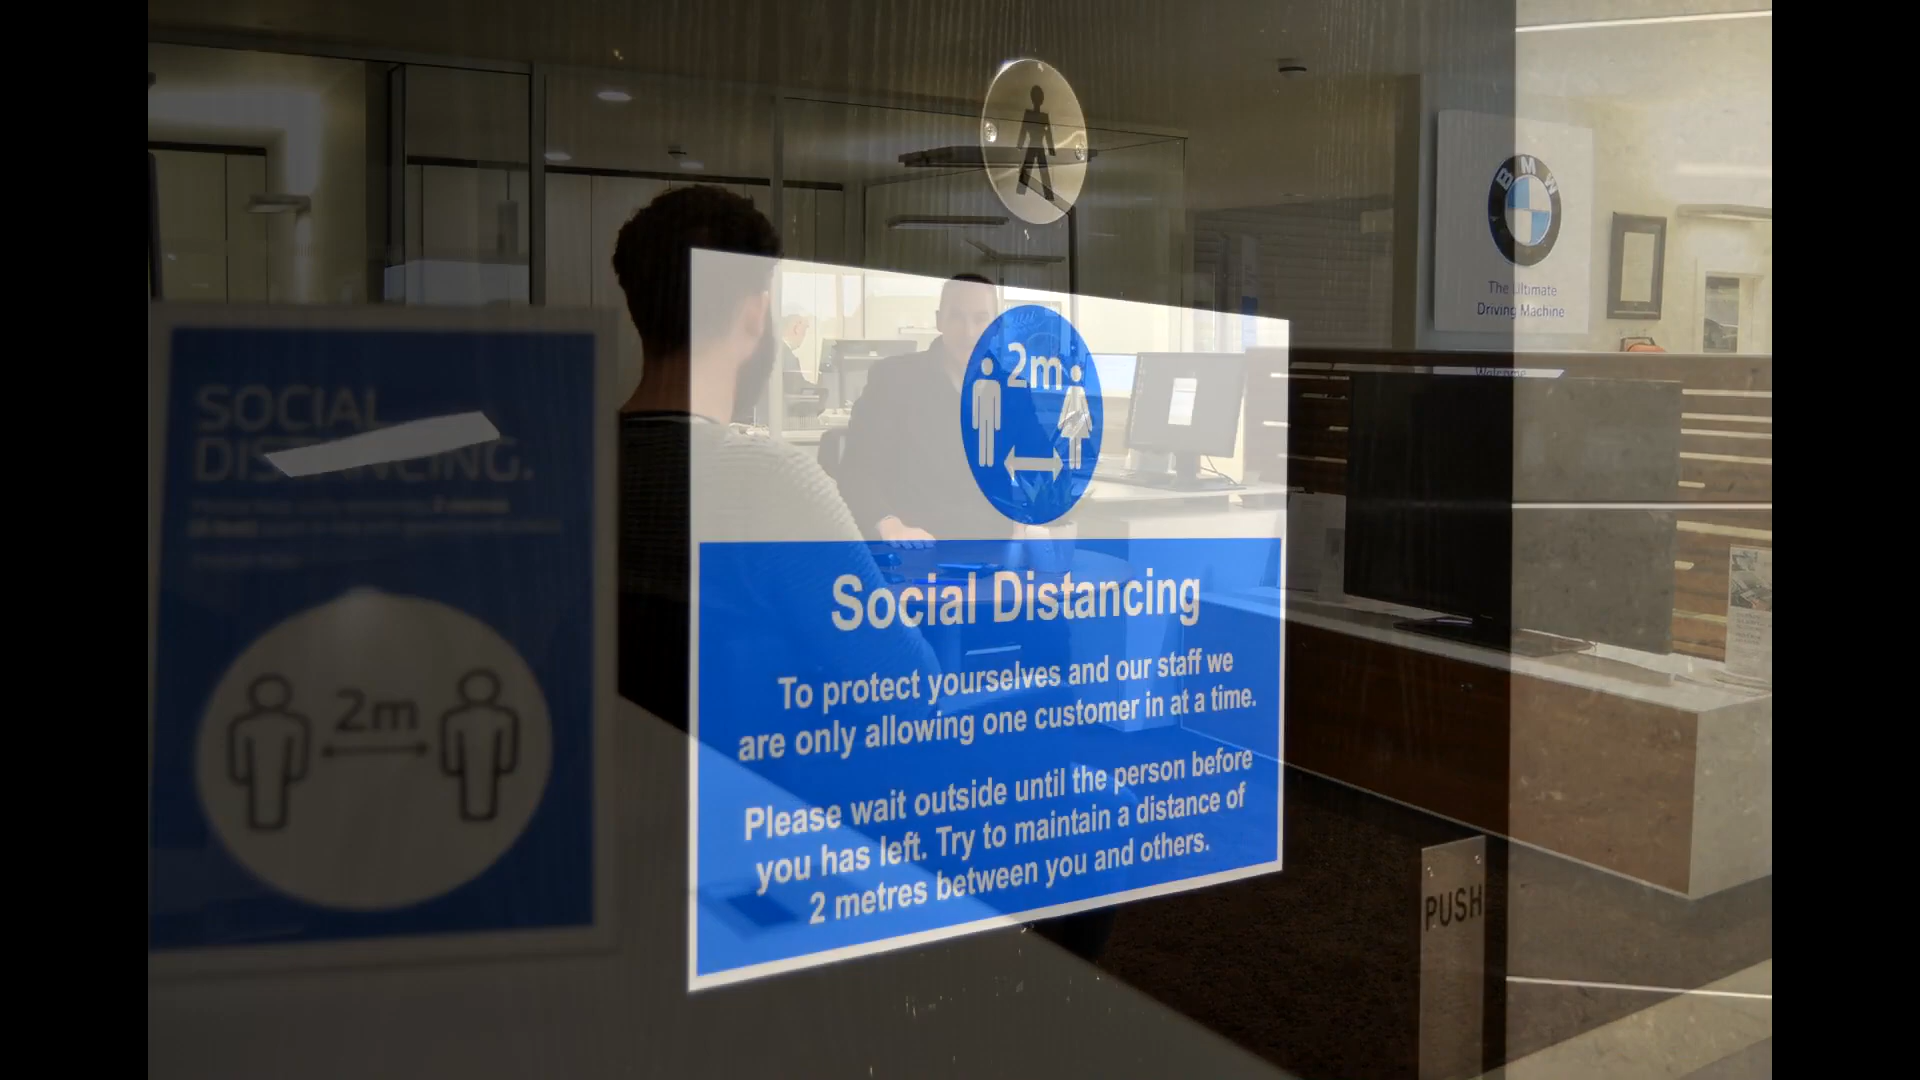 BMW
The Ultimate
Driving Machine
Welcome
SOCIAL
DISTANCING.
2m
2m
Social Distancing
To protect yourselves and our staff we
are only allowing one customer in at a time.
Please wait outside until the person before
you has left. Try to maintain a distance of
2 metres between you and others.
PUSH